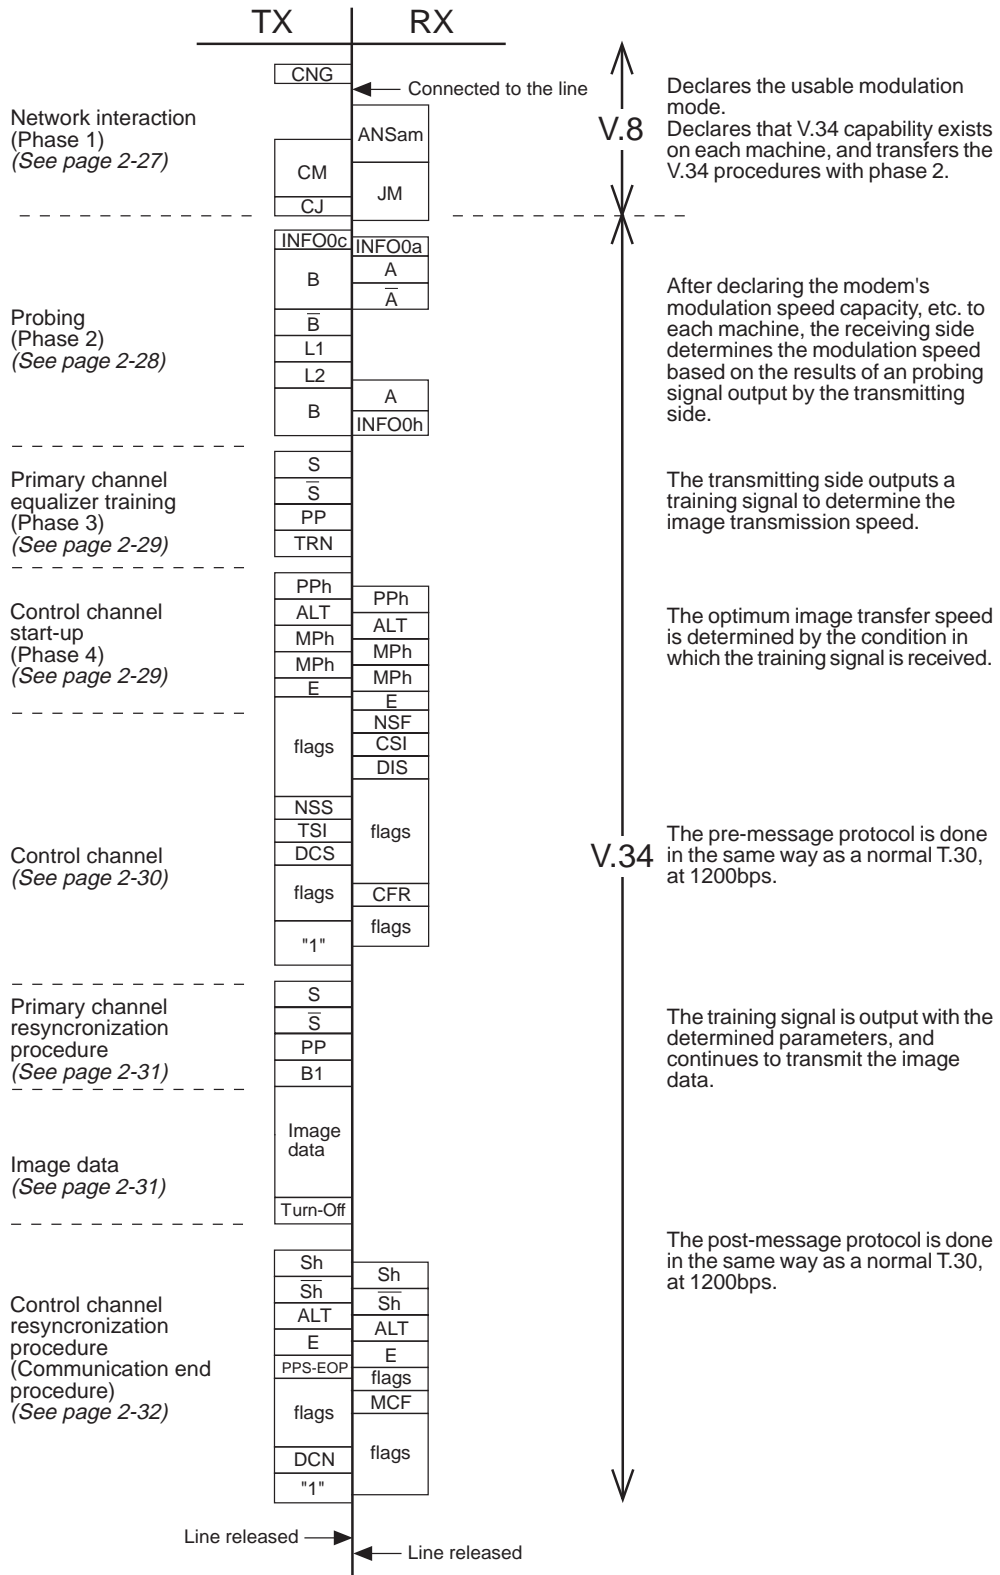 TX
RX
CNG
Connected to the line
Network interaction
(Phase 1)
(See page 2-27)
ANSam
CM
JM
CJ
V.8
Declares the usable modulation
mode.
Declares that V.34 capability exists
on each machine, and transfers the
V.34 procedures with phase 2.
Probing
(Phase 2)
(See page 2-28)
INFO0c
INFO0a
B
A
A̅
B̅
L1
L2
B
A
INFO0h
After declaring the modem's
modulation speed capacity, etc. to
each machine, the receiving side
determines the modulation speed
based on the results of an probing
signal output by the transmitting
side.
Primary channel
equalizer training
(Phase 3)
(See page 2-29)
S
S̅
PP
TRN
The transmitting side outputs a
training signal to determine the
image transmission speed.
Control channel
start-up
(Phase 4)
(See page 2-29)
PPh
ALT
MPh
MPh
E
PPh
ALT
MPh
MPh
E
The optimum image transfer speed
is determined by the condition in
which the training signal is received.
Control channel
(See page 2-30)
flags
NSS
TSI
DCS
flags
"1"
NSF
CSI
DIS
flags
CFR
flags
V.34
The pre-message protocol is done
in the same way as a normal T.30,
at 1200bps.
Primary channel
resyncronization
procedure
(See page 2-31)
S
S̅
PP
B1
The training signal is output with the
determined parameters, and
continues to transmit the image
data.
Image data
(See page 2-31)
Image
data
Turn-Off
Control channel
resyncronization
procedure
(Communication end
procedure)
(See page 2-32)
Sh
S̅h̅
ALT
E
PPS-EOP
flags
DCN
"1"
Sh
S̅h̅
ALT
E
flags
MCF
flags
The post-message protocol is done
in the same way as a normal T.30,
at 1200bps.
Line released
Line released